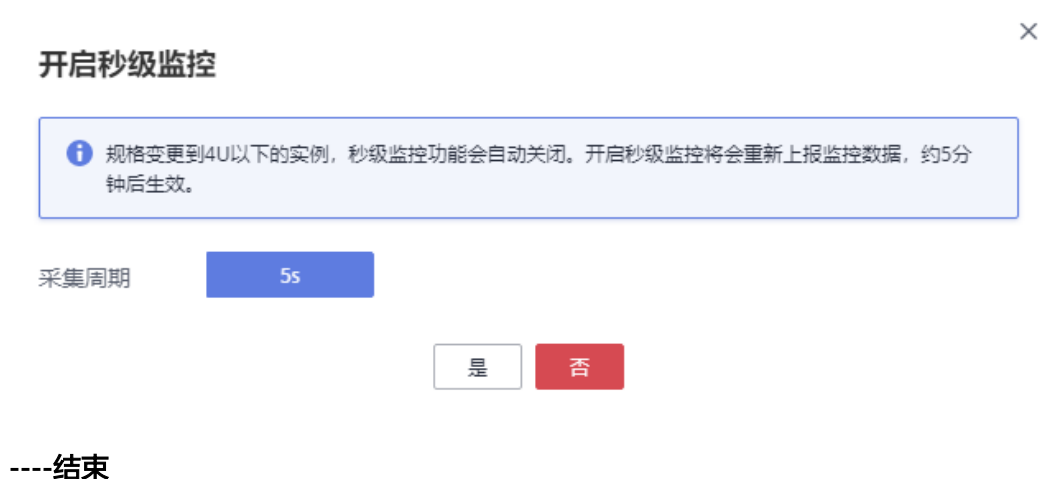 开启秒级监控
规格变更到4U以下的实例，秒级监控功能会自动关闭。开启秒级监控将会重新上报监控数据，约5分
钟后生效。
采集周期 5s
是 否
----结束